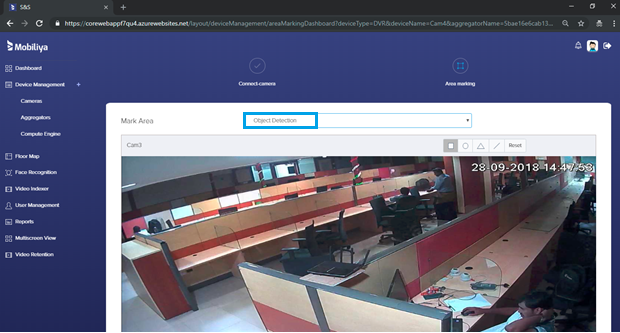 S&S
https://corewebappf7qu4.azurewebsites.net/layout/deviceManagement/areaMarkingDashboard?deviceType=DVR&deviceName=Cam4&aggregatorName=5bae16e6cab13...
Mobiliya
Dashboard
Device Management +
Cameras
Aggregators
Compute Engine
Floor Map
Face Recognition
Video Indexer
User Management
Reports
Multiscreen View
Video Retention
Connect camera
Area marking
Mark Area
Object Detection
Cam3
Reset
28-09-2018 14:47:53